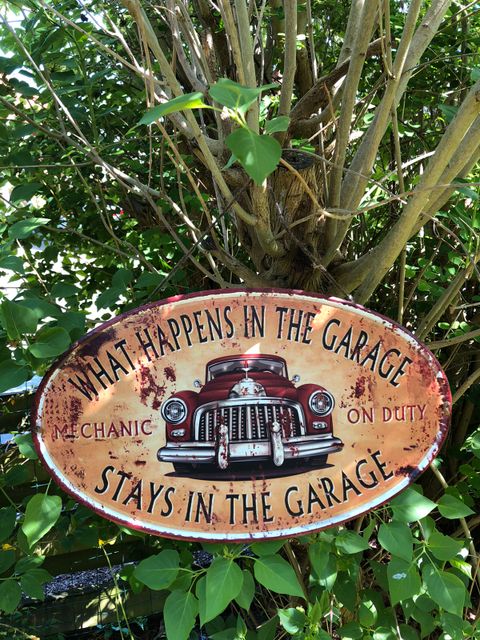 WHAT HAPPENS IN THE GARAGE
MECHANIC ON DUTY
STAYS IN THE GARAGE